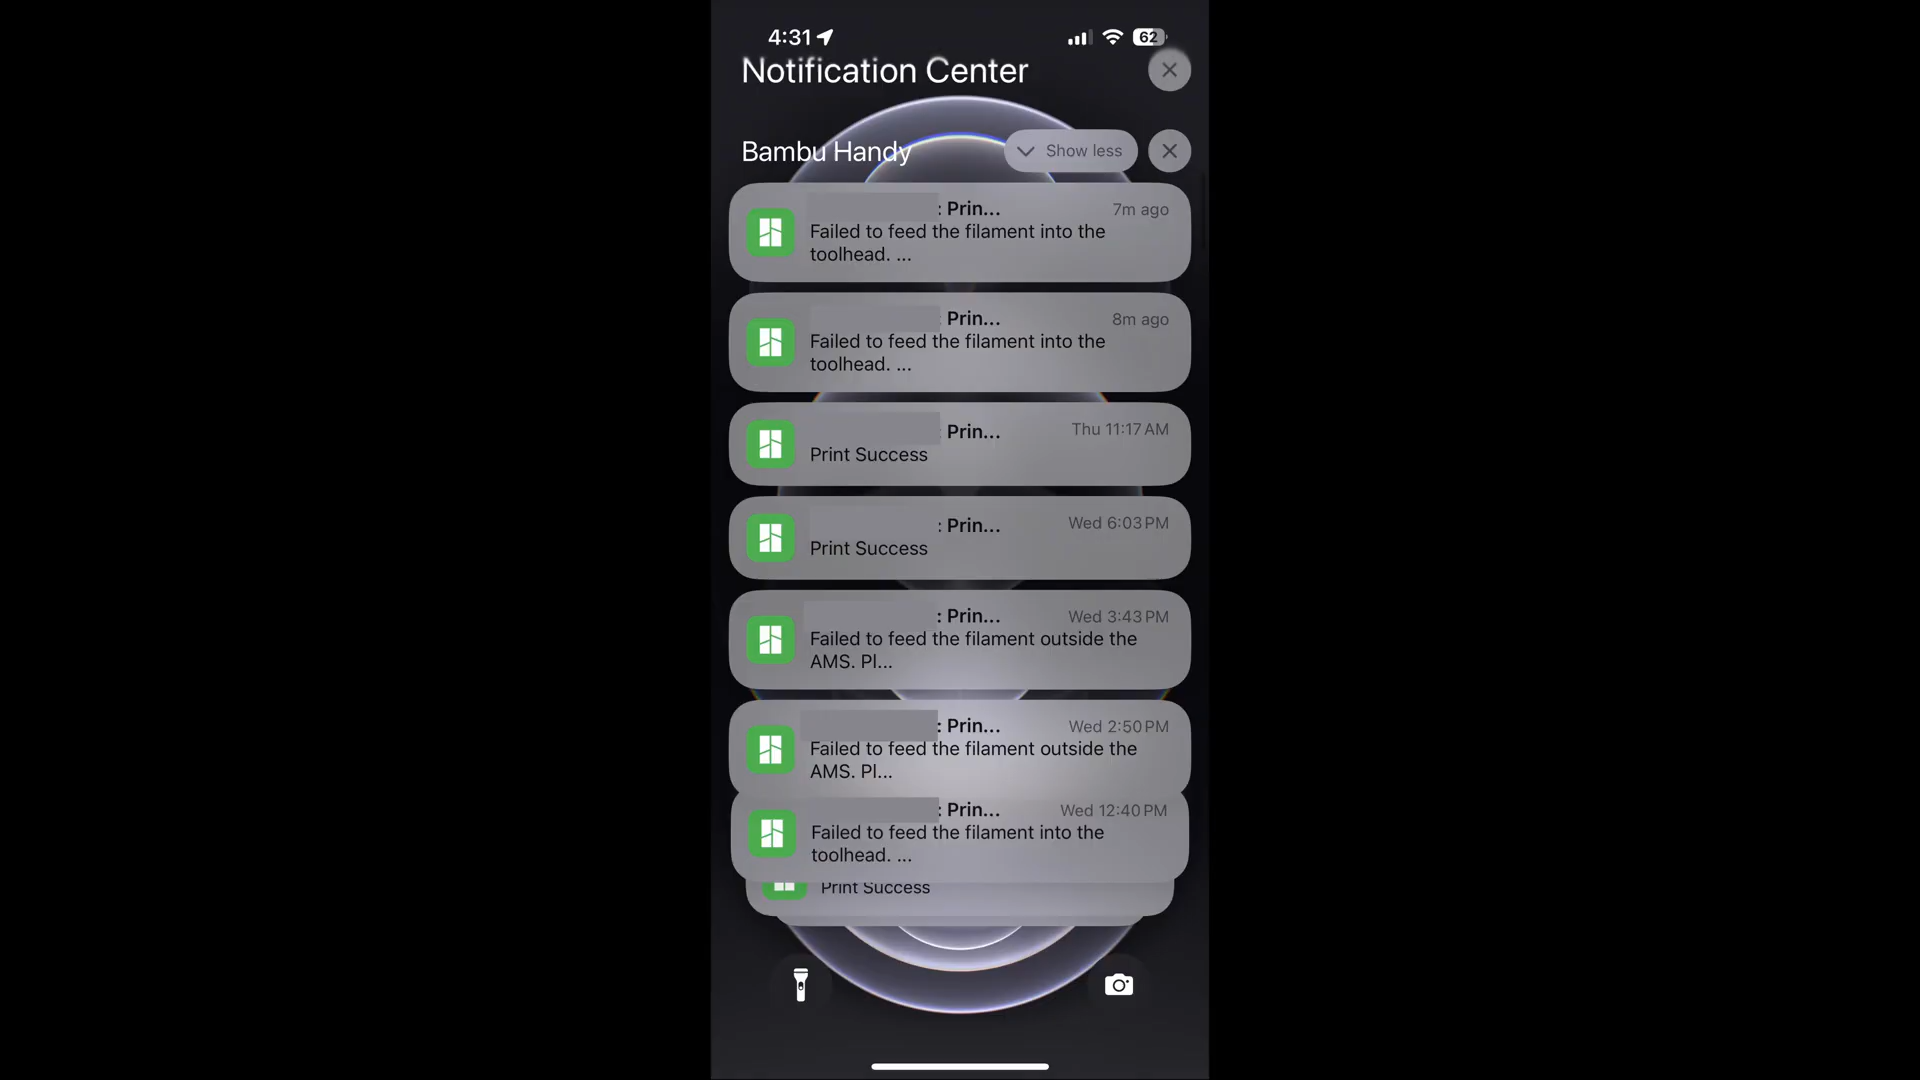 4:31
62
Notification Center
Bambu Handy
Show less
: Prin...
7m ago
Failed to feed the filament into the
toolhead. ...
Prin...
8m ago
Failed to feed the filament into the
toolhead. ...
Prin...
Thu 11:17 AM
Print Success
: Prin...
Wed 6:03 PM
Print Success
: Prin...
Wed 3:43 PM
Failed to feed the filament outside the
AMS. Pl...
: Prin...
Wed 2:50 PM
Failed to feed the filament outside the
AMS. Pl...
: Prin...
Wed 12:40 PM
Failed to feed the filament into the
toolhead. ...
Print Success